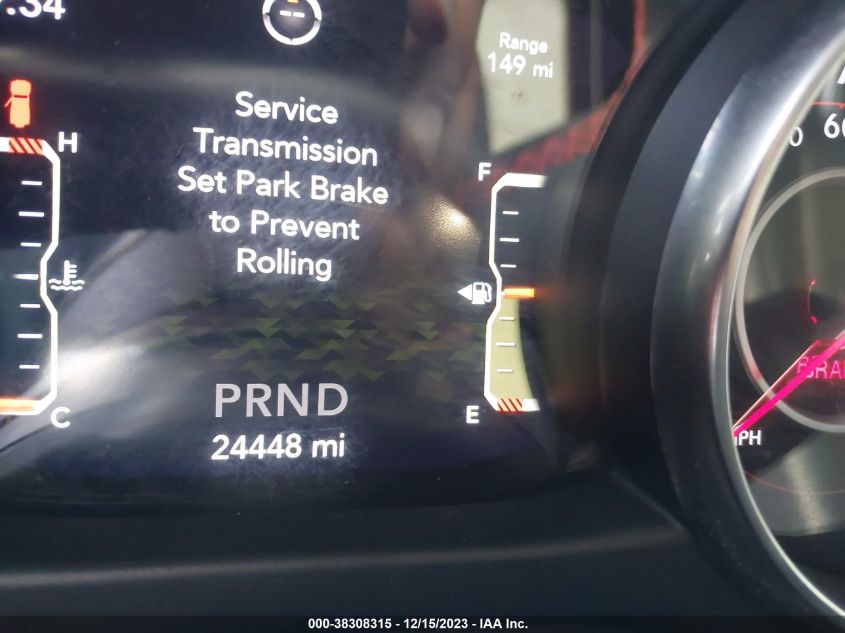 :34
Range
149 mi
Service
Transmission
Set Park Brake
to Prevent
Rolling
H
C
F
E
PRND
24448 mi
000-38308315 - 12/15/2023 - IAA Inc.